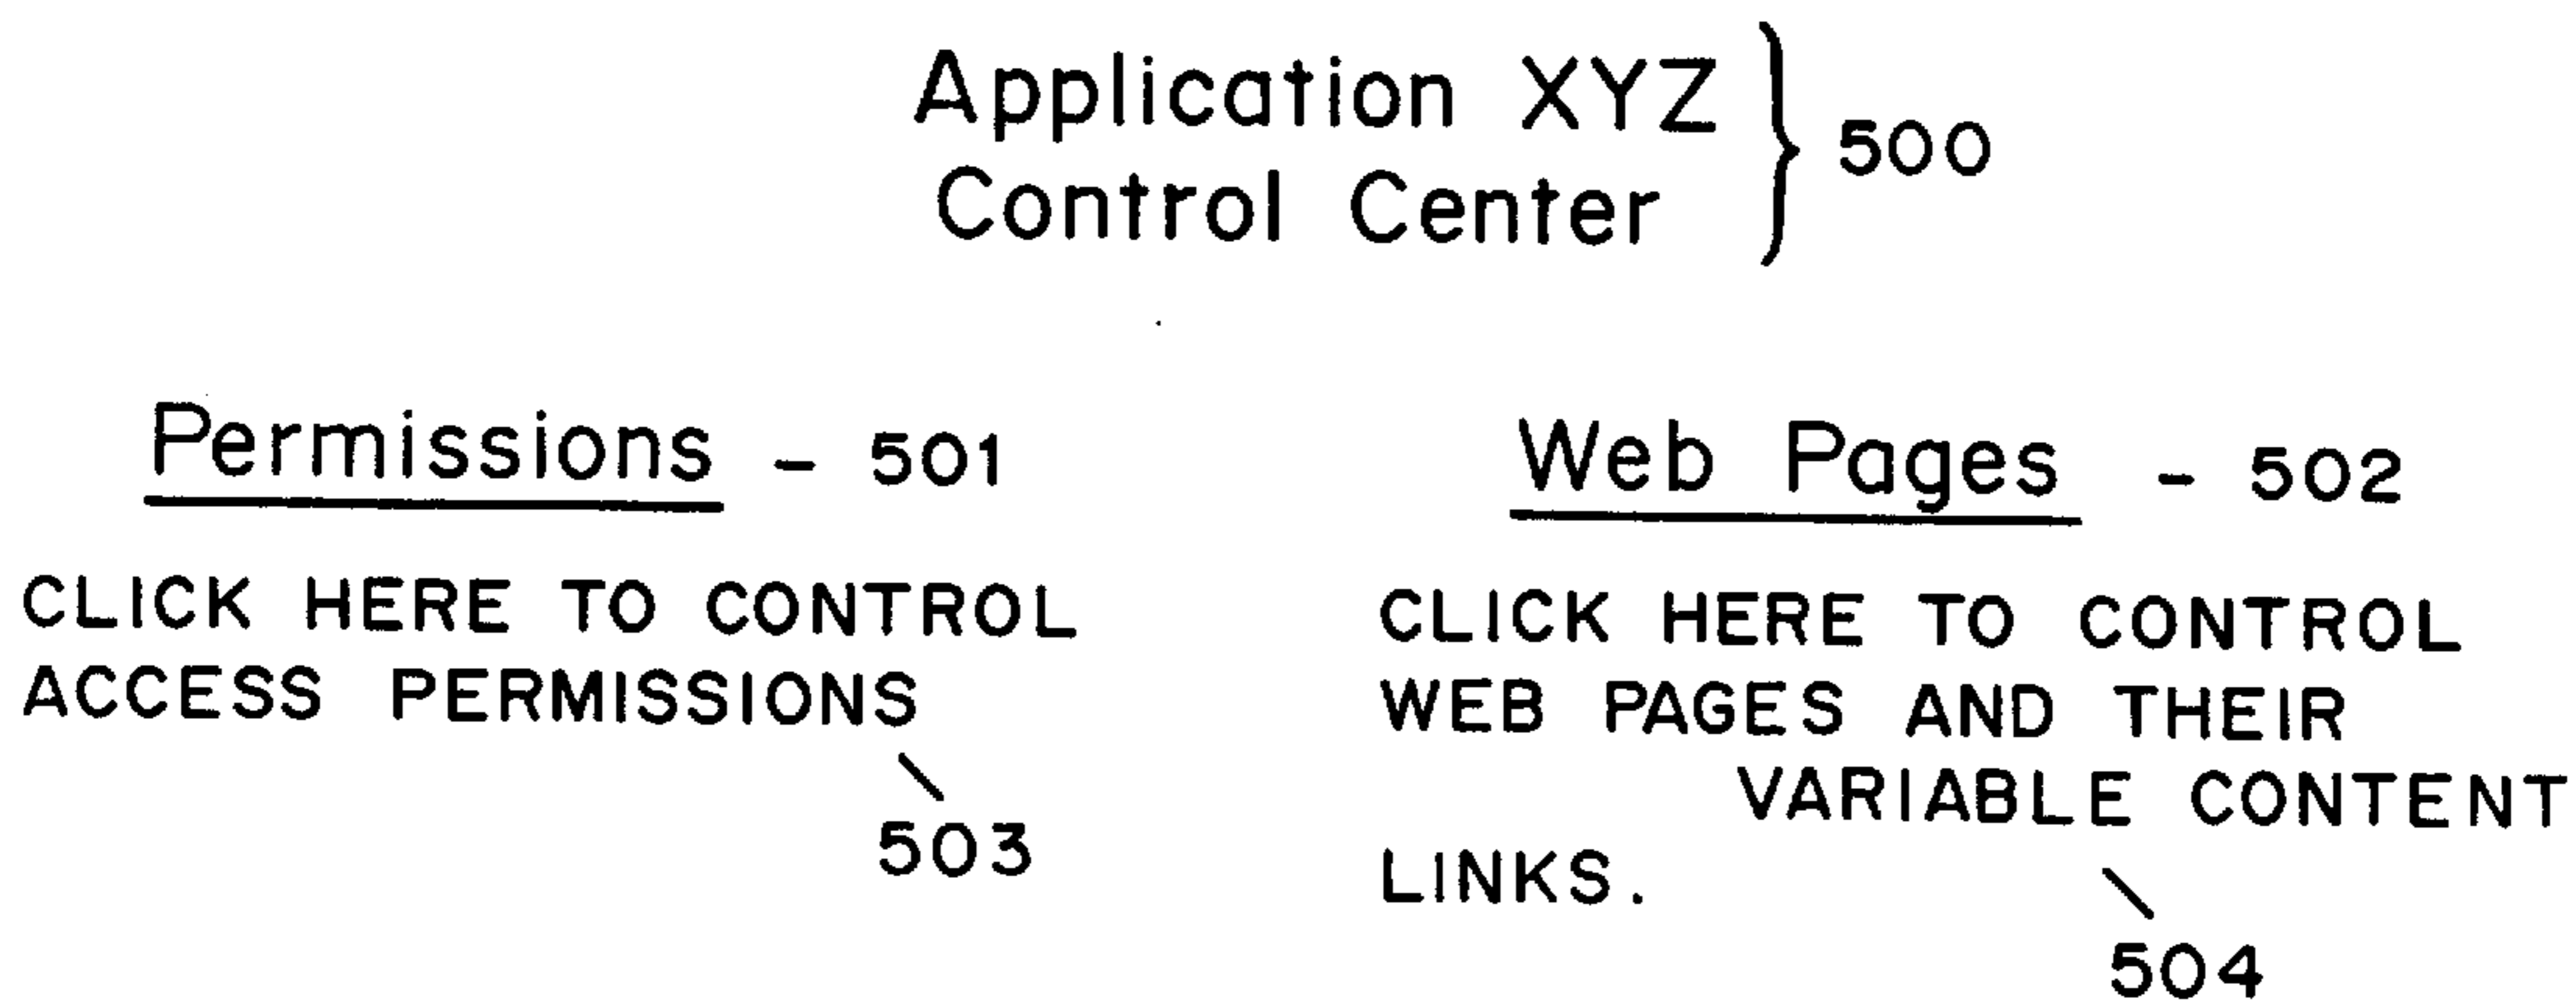 Application XYZ
Control Center
500
Permissions - 501
CLICK HERE TO CONTROL
ACCESS PERMISSIONS
503
Web Pages - 502
CLICK HERE TO CONTROL
WEB PAGES AND THEIR
VARIABLE CONTENT
LINKS.
504